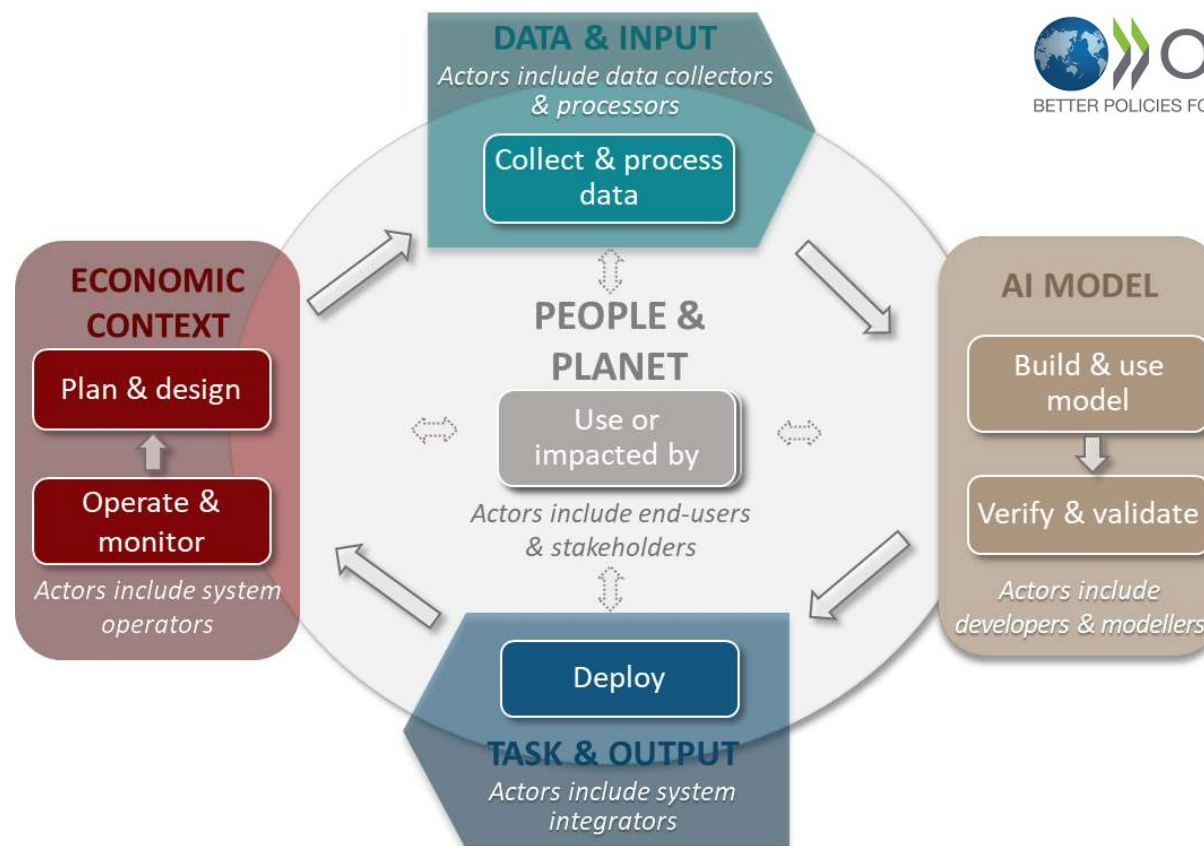 DATA & INPUT
Actors include data collectors
& processors
Collect & process
data
BETTER POLICIES FO
ECONOMIC
CONTEXT
Plan & design
Operate &
monitor
Actors include system
operators
PEOPLE &
PLANET
Use or
impacted by
Actors include end-users
& stakeholders
AI MODEL
Build & use
model
Verify & validate
Actors include
developers & modellers
Deploy
TASK & OUTPUT
Actors include system
integrators